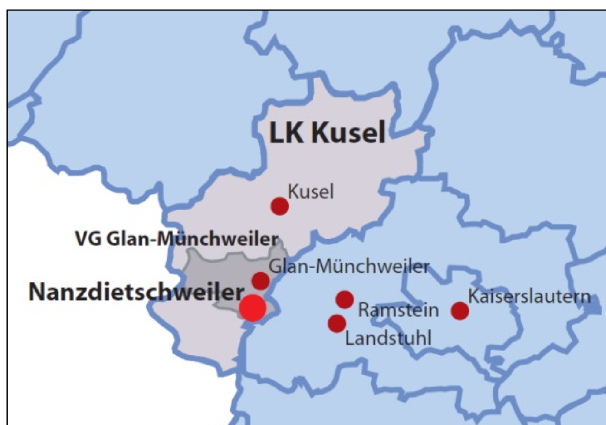 LK Kusel
Kusel
VG Glan-Münchweiler
Glan-Münchweiler
Nanzdietschweiler
Ramstein
Kaiserslautern
Landstuhl